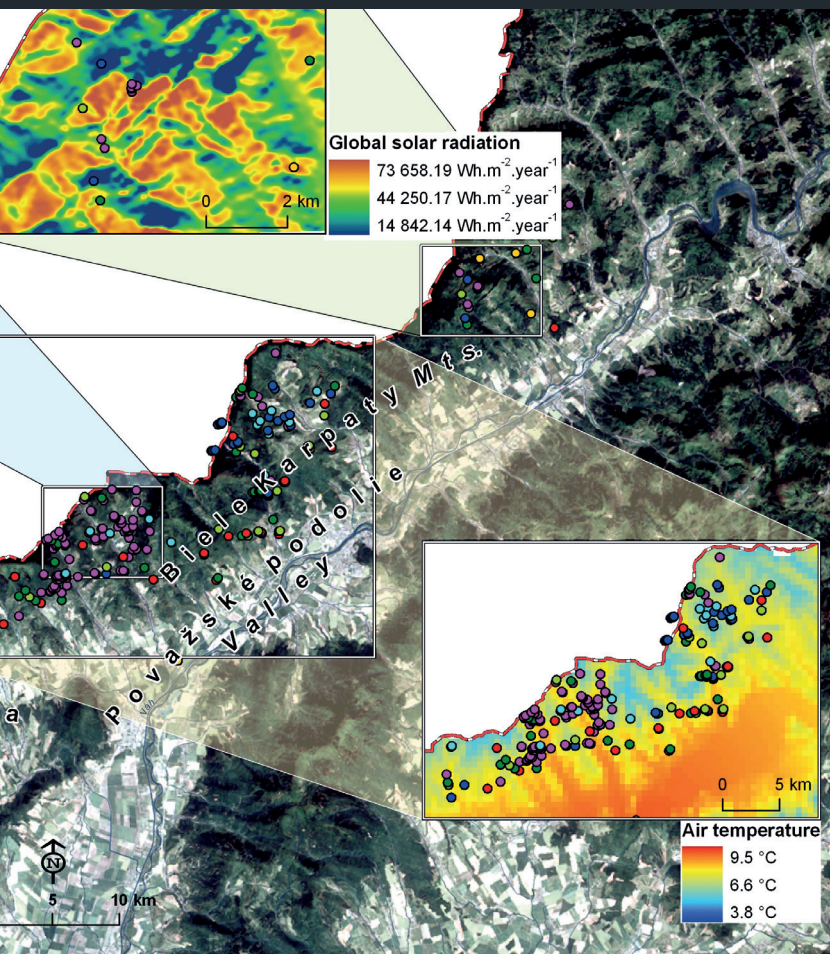 0 2 km
Global solar radiation
73 658.19 Wh.m⁻².year⁻¹
44 250.17 Wh.m⁻².year⁻¹
14 842.14 Wh.m⁻².year⁻¹
Biele Karpaty Mts.
Považské podolie
Valley
a
Váh
0 5 km
Air temperature
9.5 °C
6.6 °C
3.8 °C
N
5 10 km